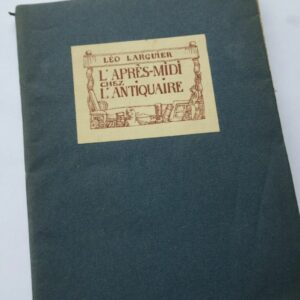 LÉO LARGUIER
L'APRÈS-MIDI
CHEZ
L'ANTIQUAIRE